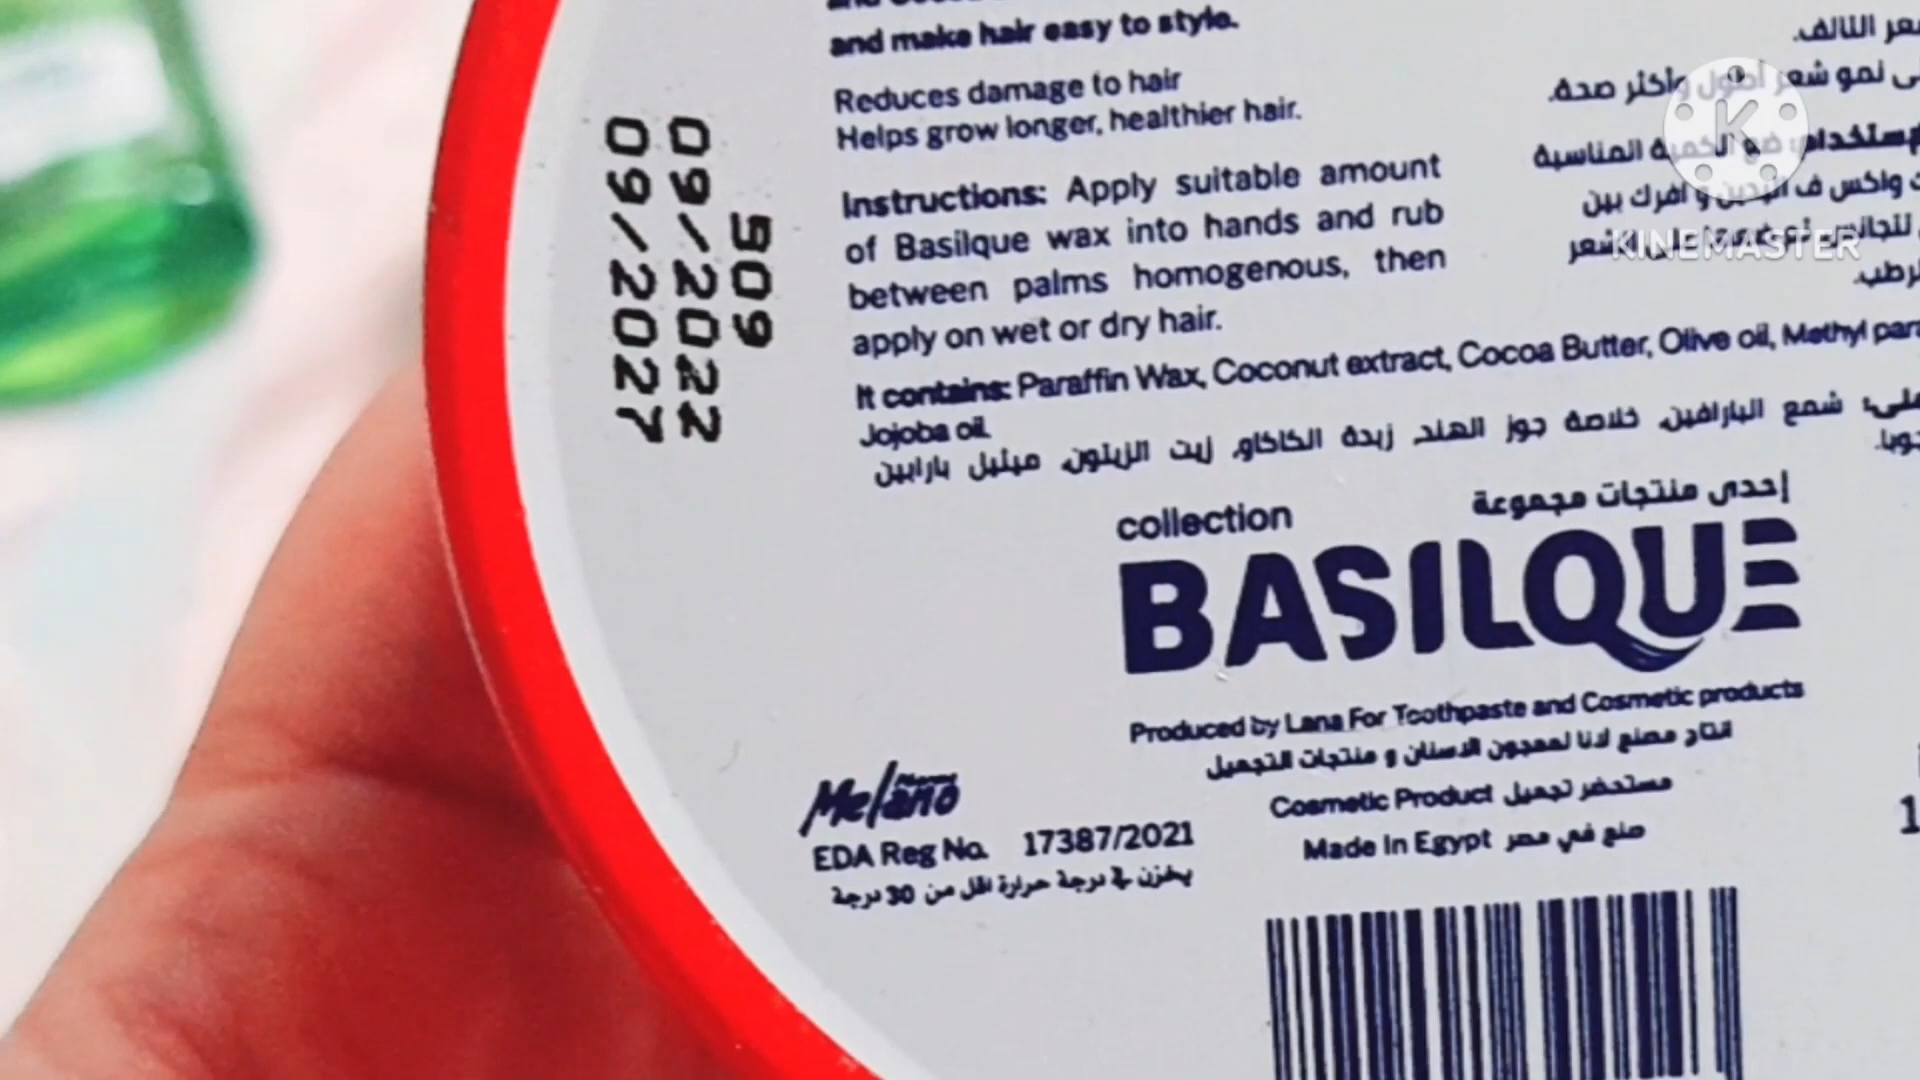 and make hair easy to style.
Reduces damage to hair
Helps grow longer, healthier hair.
Instructions: Apply suitable amount
of Basilque wax into hands and rub
between palms homogenous, then
apply on wet or dry hair.
It contains: Paraffin Wax, Coconut extract, Cocoa Butter, Olive oil, Methyl
Jojoba oil.
شمع البارافين، خلاصة جوز الهند، زبدة الكاكاو، زيت الزيتون، ميثيل بارابين
909
09/2022
09/2027
التالف.
نمو شعر أطول وأكثر صحة.
المناسبة
و افرك بين
KINEMASTER
collection
إحدى منتجات مجموعة
BASILQUE
Produced by Lana For Toothpaste and Cosmetic products
انتاج مصنع لانا لمعجون الاسنان و منتجات التجميل
Cosmetic Product مستحضر تجميل
Made In Egypt صنع في مصر
Melano
EDA Reg No. 17387/2021
يخزن في درجة حرارة اقل من 30 درجة